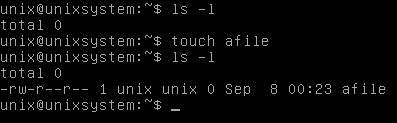 unix@unixsystem:~$ ls -l
total 0
unix@unixsystem:~$ touch afile
unix@unixsystem:~$ ls -l
total 0
-rw-r--r-- 1 unix unix 0 Sep  8 00:23 afile
unix@unixsystem:~$ _